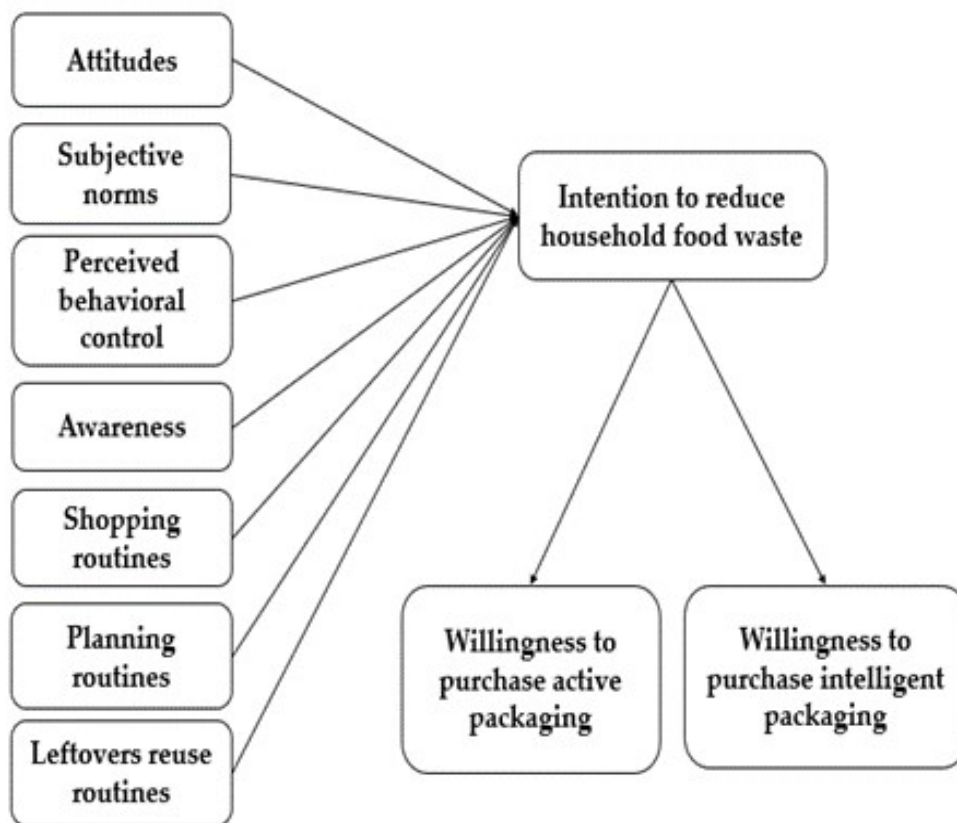 Attitudes
Subjective
norms
Perceived
behavioral
control
Awareness
Shopping
routines
Planning
routines
Leftovers reuse
routines
Intention to reduce
household food waste
Willingness to
purchase active
packaging
Willingness to
purchase intelligent
packaging